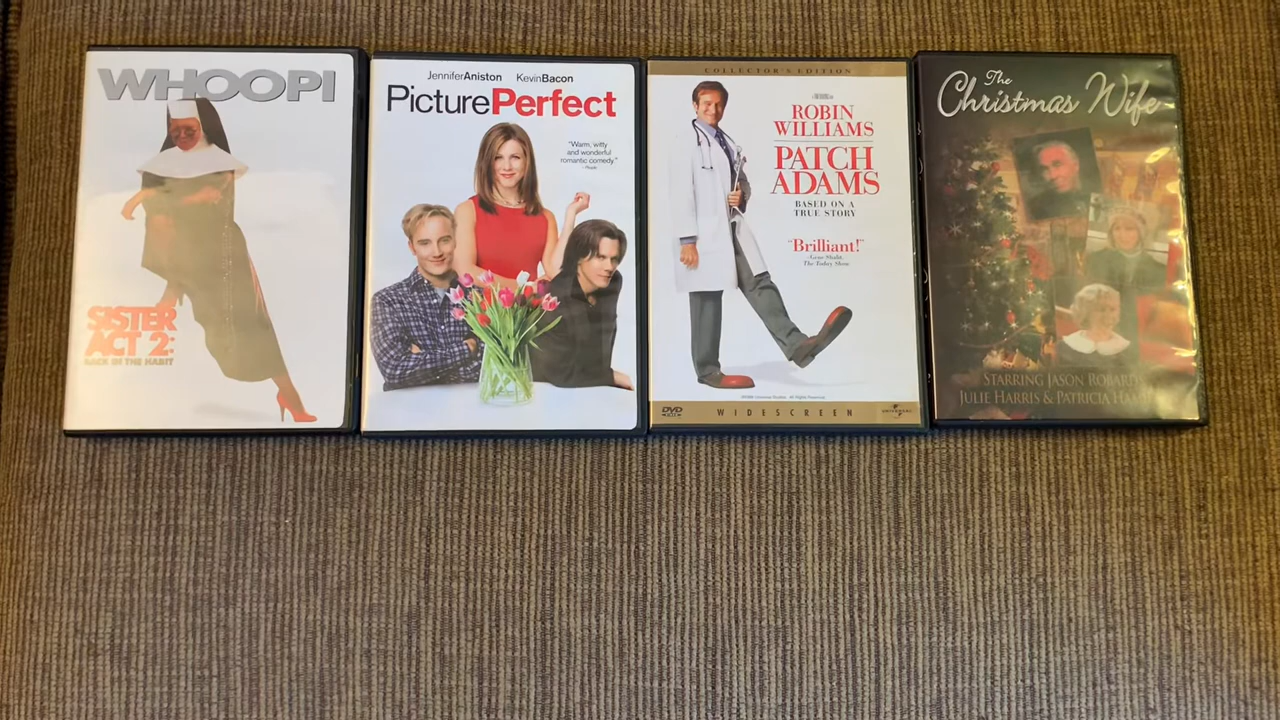 WHOOPI
SISTER
ACT 2:
BACK IN THE HABIT
JenniferAniston KevinBacon
PicturePerfect
"Warm, witty
and wonderful
romantic comedy."
COLLECTOR'S EDITION
ROBIN
WILLIAMS
PATCH
ADAMS
BASED ON A
TRUE STORY
"Brilliant!"
-Gene Shalit,
The Today Show
DVD
WIDESCREEN
UNIVERSAL
The
Christmas Wife
STARRING JASON ROBARDS
JULIE HARRIS & PATRICIA